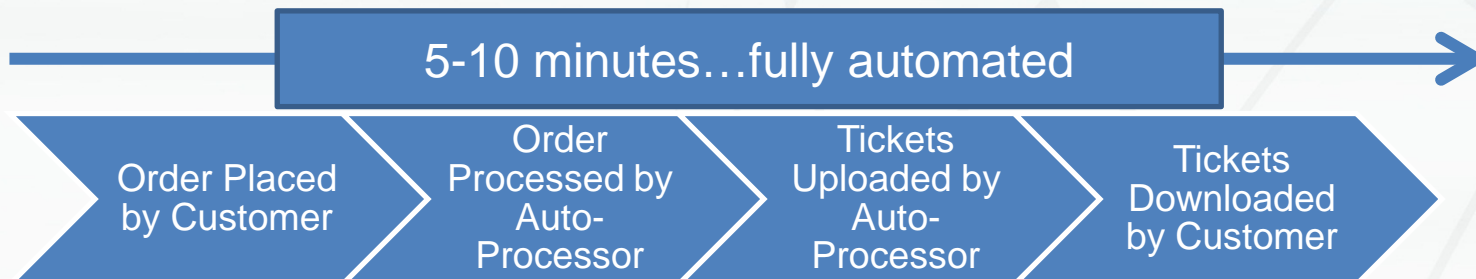 5-10 minutes…fully automated
Order Placed
by Customer
Order
Processed by
Auto-
Processor
Tickets
Uploaded by
Auto-
Processor
Tickets
Downloaded
by Customer